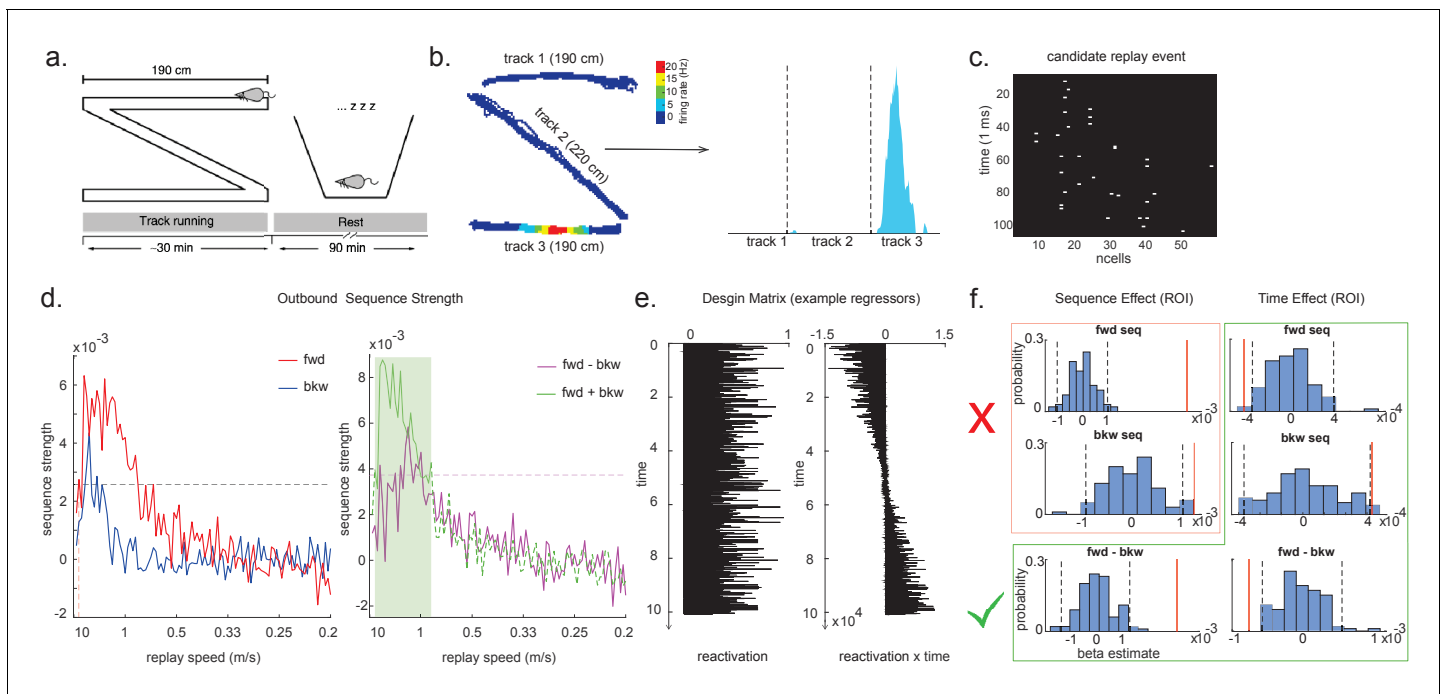 a.
190 cm
... z z z
Track running
Rest
~30 min
90 min
b.
track 1 (190 cm)
20
15
10
5
0
firing rate (Hz)
track 2 (220 cm)
track 3 (190 cm)
track 1
track 2
track 3
c.
candidate replay event
20
40
60
80
100
time (1 ms)
10
20
30
40
50
ncells
d.
Outbound Sequence Strength
x10⁻³
6
4
2
0
-2
sequence strength
fwd
bkw
10
1
0.5
0.33
0.25
0.2
replay speed (m/s)
x10⁻³
8
6
4
2
0
-2
sequence strength
fwd - bkw
fwd + bkw
10
1
0.5
0.33
0.25
0.2
replay speed (m/s)
e.
Desgin Matrix (example regressors)
0
1
0
2
4
6
8
10
time
reactivation
-1.5
0
1.5
0
2
4
6
8
10
x10⁴
time
reactivation x time
f.
Sequence Effect (ROI)
Time Effect (ROI)
X
fwd seq
0.3
0
probability
-1
0
1
x10⁻³
fwd seq
-4
0
4
x10⁻⁴
bkw seq
0.3
0
-1
0
1
x10⁻³
bkw seq
-4
0
4
x10⁻⁴
fwd - bkw
0.3
0
probability
-1
0
1
x10⁻³
beta estimate
fwd - bkw
-1
0
1
x10⁻³